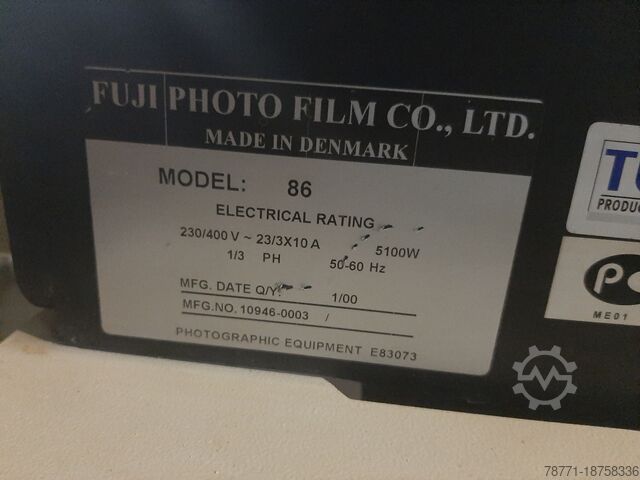 FUJI PHOTO FILM CO., LTD.
MADE IN DENMARK
MODEL: 86
ELECTRICAL RATING
230/400 V ~ 23/3X10 A 5100W
1/3 PH 50-60 Hz
MFG. DATE Q/Y: 1/00
MFG.NO. 10946-0003 /
PHOTOGRAPHIC EQUIPMENT E83073
ME01
78771-18758336